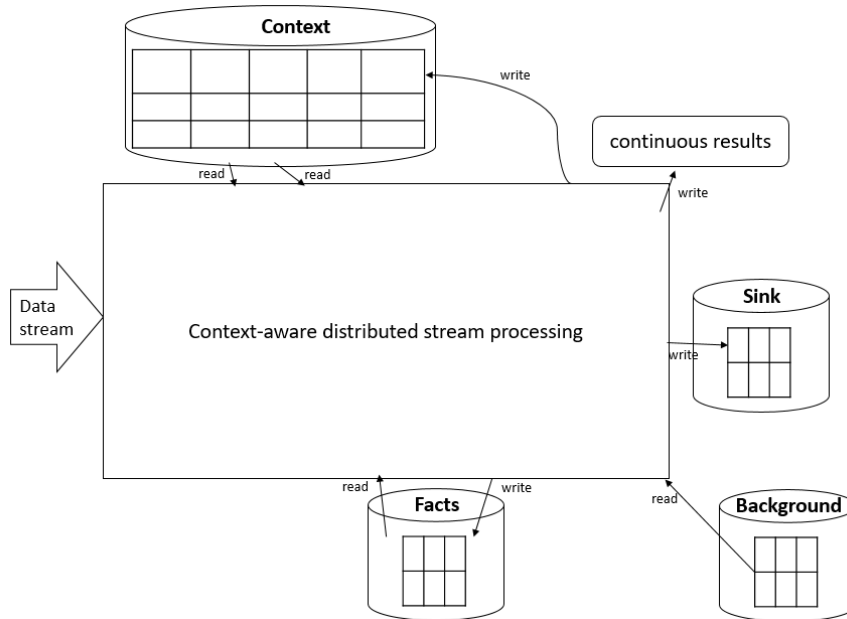 Context
write
continuous results
read
read
write
Data
stream
Context-aware distributed stream processing
Sink
write
read
write
Facts
read
Background